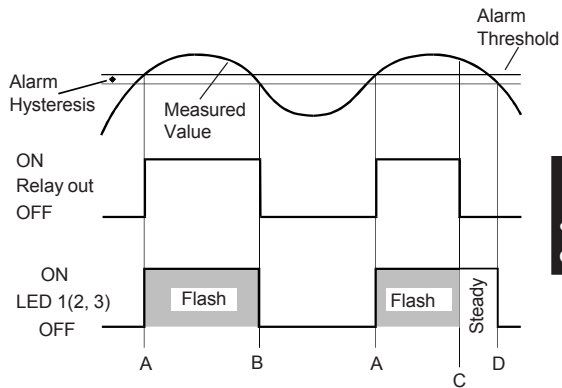 Alarm
Threshold
Alarm
Hysteresis
Measured
Value
ON
Relay out
OFF
ON
LED 1(2, 3)
OFF
Flash
Flash
Steady
A
B
A
C
D